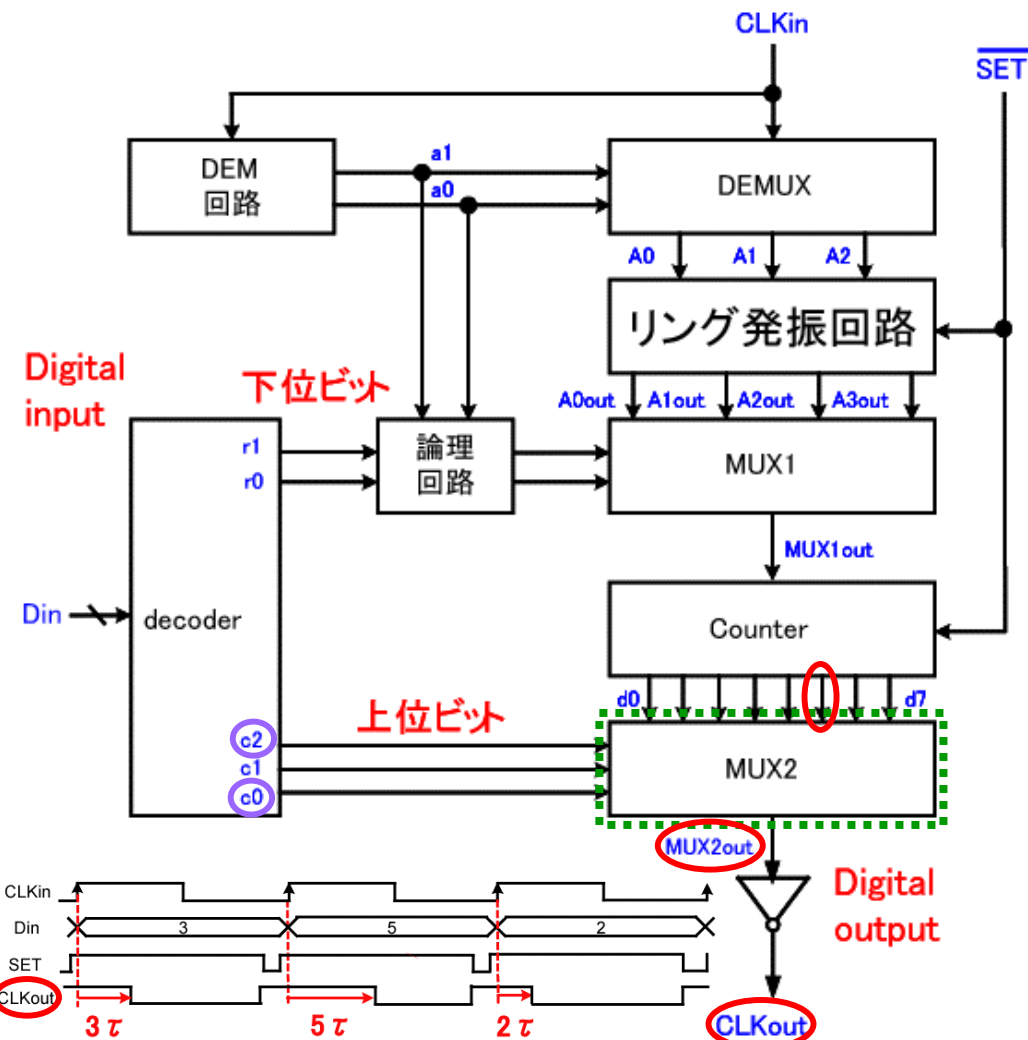 CLKin
SET
DEM
回路
a1
a0
DEMUX
A0
A1
A2
リング発振回路
Digital
input
下位ビット
A0out
A1out
A2out
A3out
r1
r0
論理
回路
MUX1
MUX1out
Din
decoder
Counter
d0
d7
上位ビット
c2
c1
c0
MUX2
MUX2out
Digital
output
CLKout
CLKin
Din
3
5
2
SET
CLKout
3τ
5τ
2τ